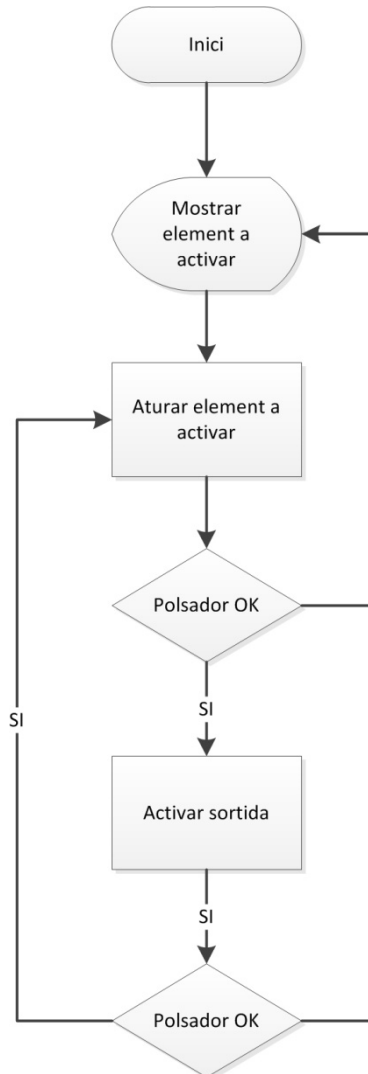 Inici
Mostrar
element a
activar
Aturar element a
activar
Polsador OK
SI
SI
Activar sortida
SI
Polsador OK